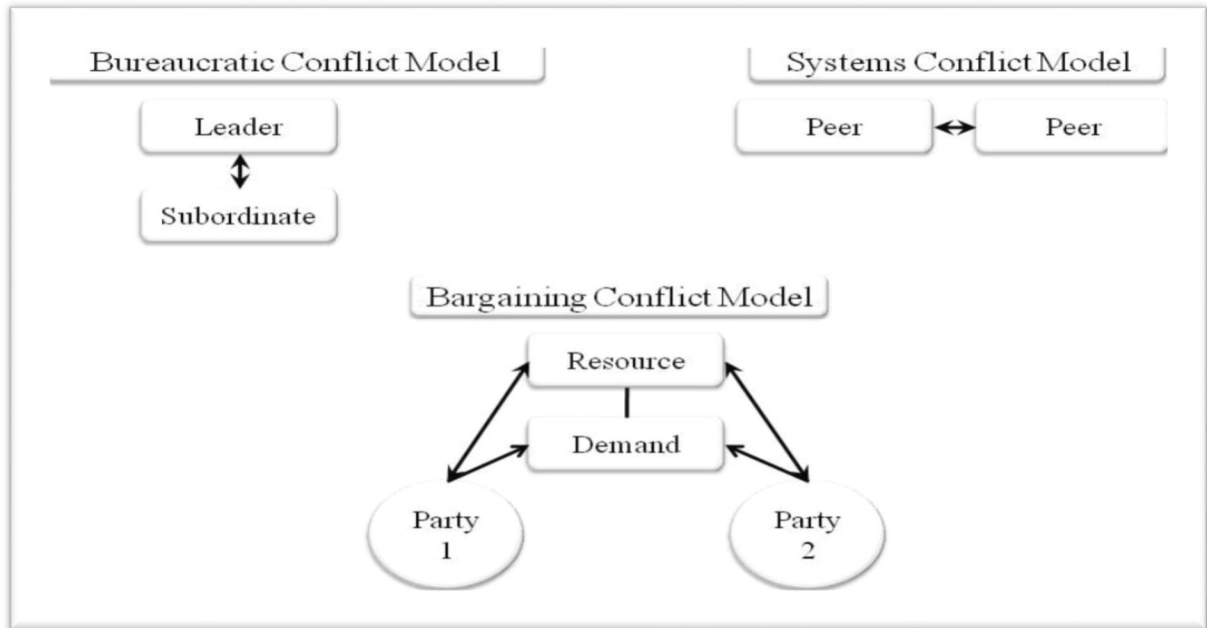 Bureaucratic Conflict Model
Leader
Subordinate
Systems Conflict Model
Peer
Peer
Bargaining Conflict Model
Resource
Demand
Party
1
Party
2